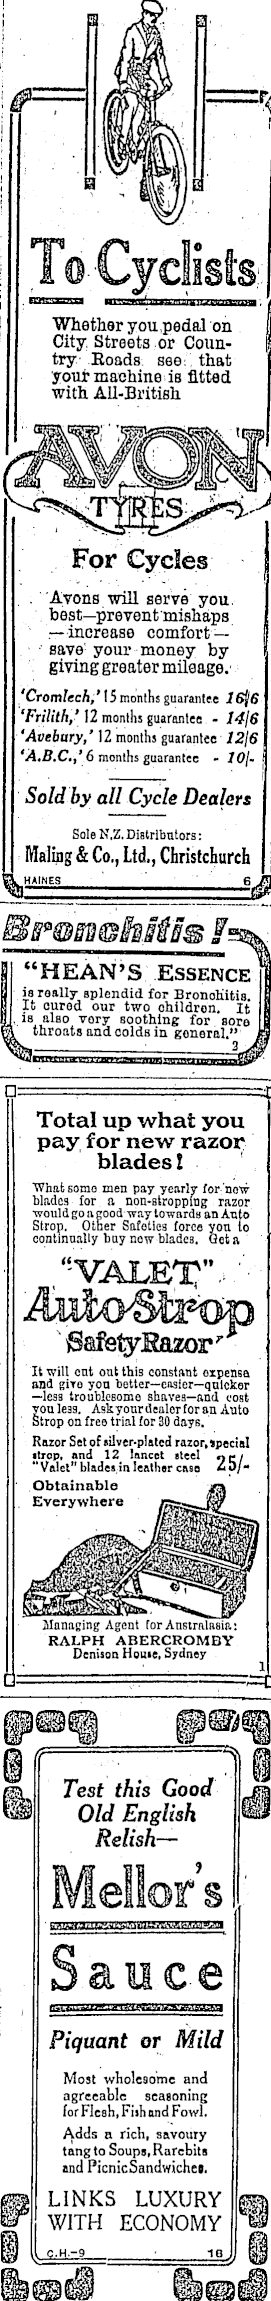 To Cyclists
Whether you pedal on
City Streets or Coun-
try Roads see that
your machine is fitted
with All-British
AVON
TYRES
For Cycles
Avons will serve you
best—prevent mishaps
—increase comfort—
save your money by
giving greater mileage.
'Cromlech,' 15 months guarantee 16/6
'Frilith,' 12 months guarantee - 14/6
'Avebury,' 12 months guarantee 12/6
'A.B.C.,' 6 months guarantee - 10/-
Sold by all Cycle Dealers
Sole N.Z. Distributors:
Maling & Co., Ltd., Christchurch
HAINES 6
Bronchitis!
"HEAN'S ESSENCE
is really splendid for Bronchitis.
It cured our two children. It
is also very soothing for sore
throats and colds in general."
3
Total up what you
pay for new razor
blades!
What some men pay yearly for new
blades for a non-stropping razor
would go a good way towards an Auto
Strop. Other Safeties force you to
continually buy new blades. Get a
"VALET"
AutoStrop
Safety Razor
It will cut out this constant expense
and give you better—easier—quicker
—less troublesome shaves—and cost
you less. Ask your dealer for an Auto
Strop on free trial for 30 days.
Razor Set of silver-plated razor, special
strop, and 12 lancet steel
"Valet" blades in leather case 25/-
Obtainable
Everywhere
Managing Agent for Australasia:
RALPH ABERCROMBY
Denison House, Sydney
1
Test this Good
Old English
Relish—
Mellor's
Sauce
Piquant or Mild
Most wholesome and
agreeable seasoning
for Flesh, Fish and Fowl.
Adds a rich, savoury
tang to Soups, Rarebits
and Picnic Sandwiches.
LINKS LUXURY
WITH ECONOMY
C.H.-9 16